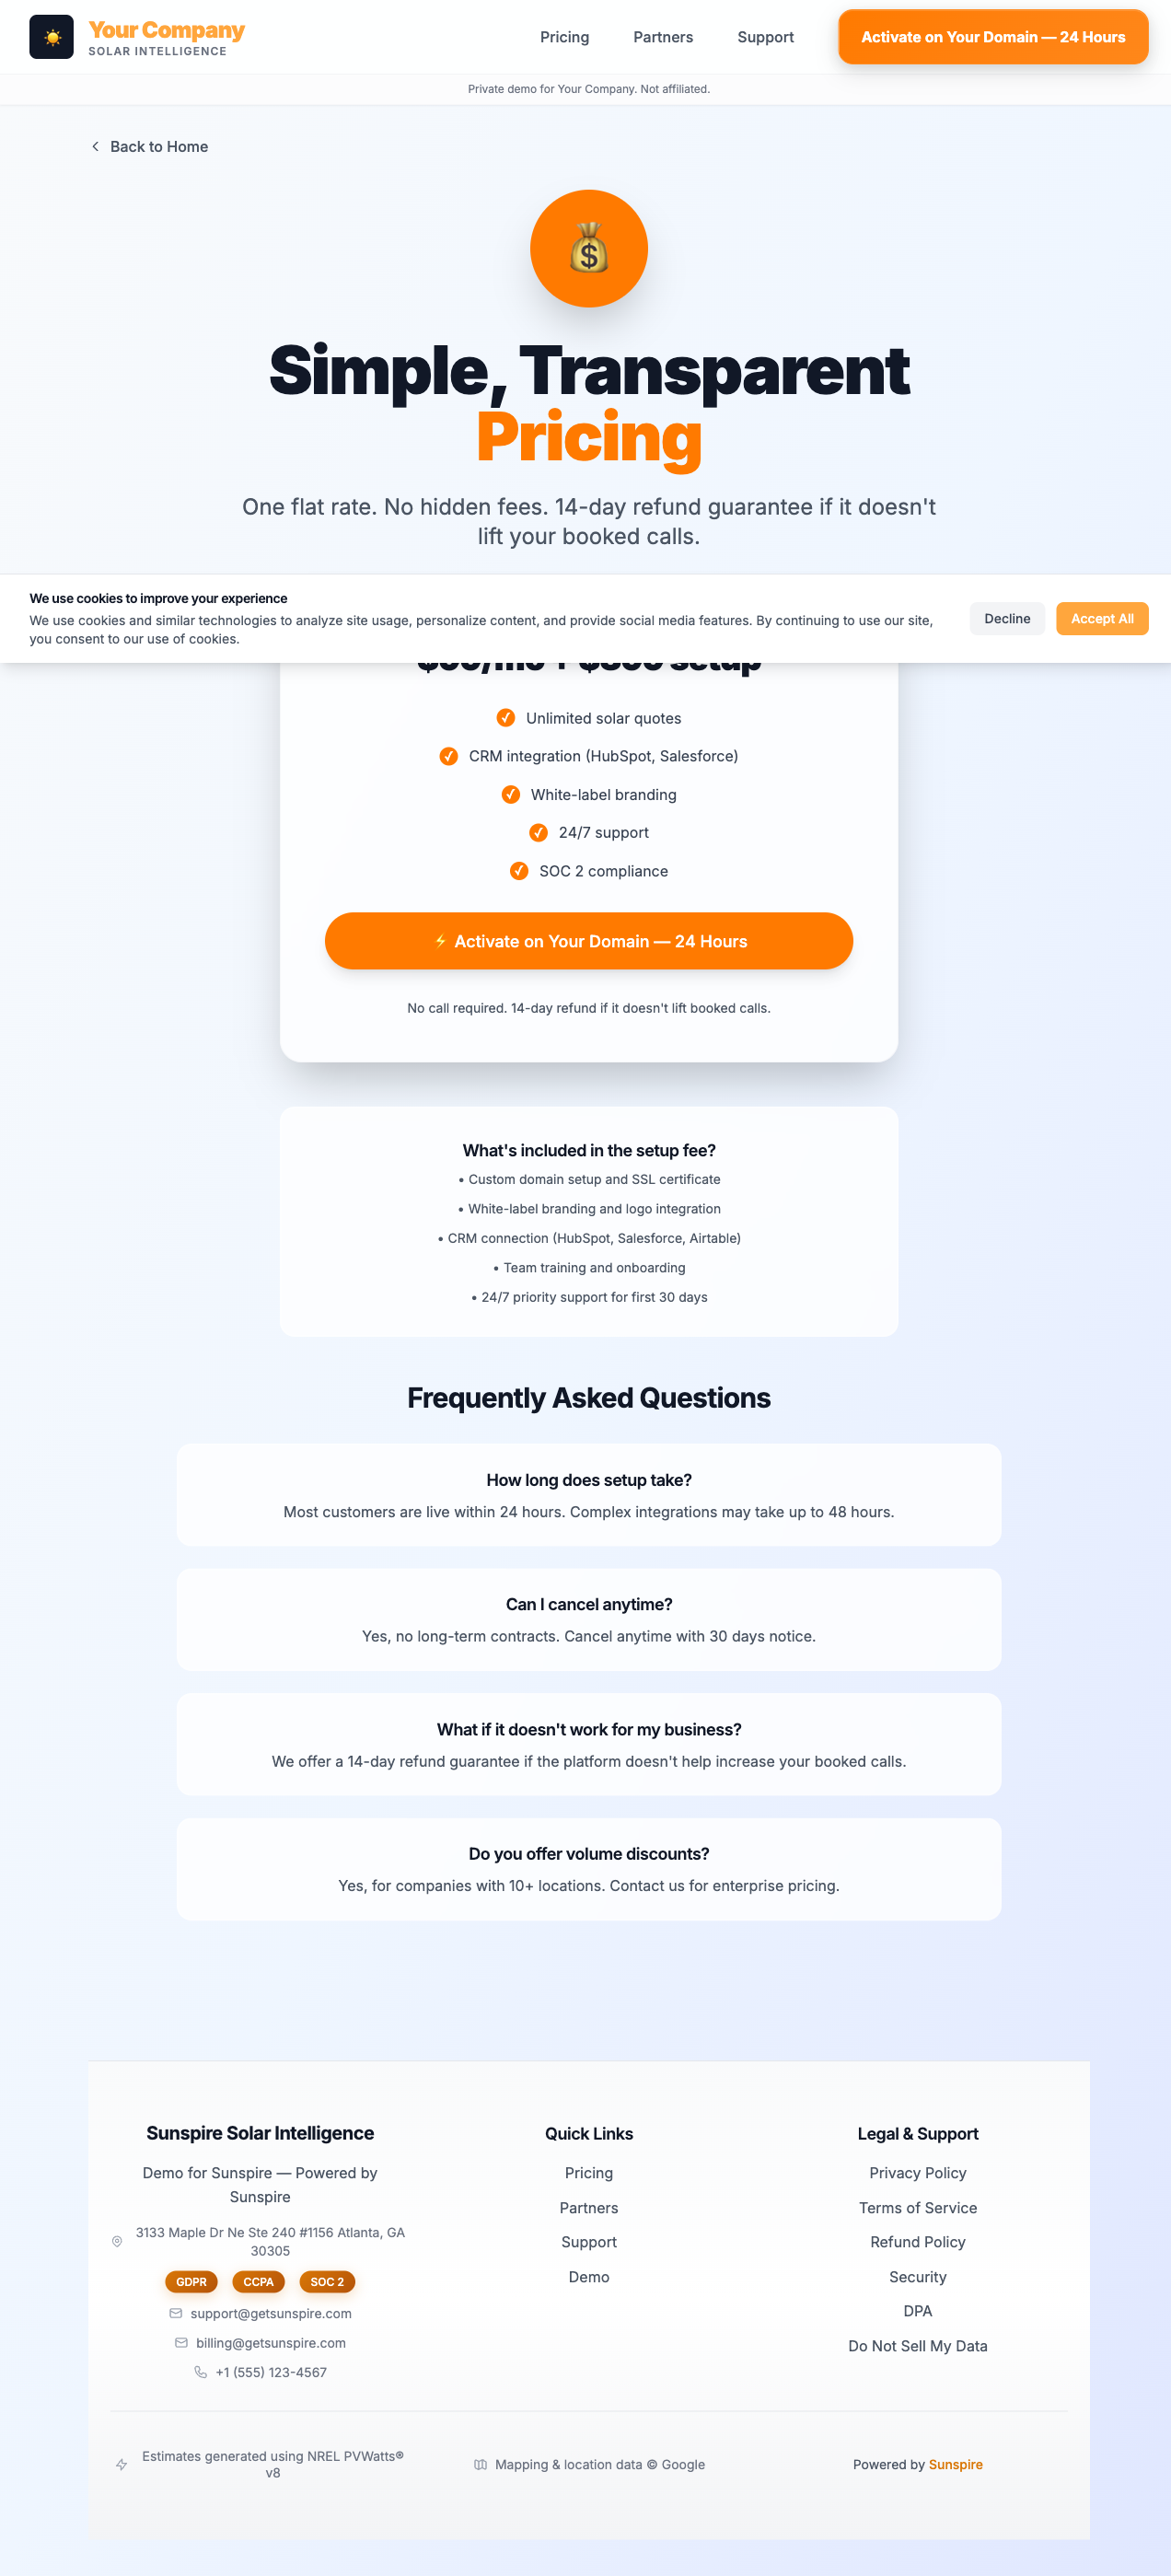 Your Company
SOLAR INTELLIGENCE
Pricing
Partners
Support
Activate on Your Domain — 24 Hours
Private demo for Your Company. Not affiliated.
Back to Home
Simple, Transparent
Pricing
One flat rate. No hidden fees. 14-day refund guarantee if it doesn't
lift your booked calls.
We use cookies to improve your experience
We use cookies and similar technologies to analyze site usage, personalize content, and provide social media features. By continuing to use our site,
you consent to our use of cookies.
Decline
Accept All
setup
Unlimited solar quotes
CRM integration (HubSpot, Salesforce)
White-label branding
24/7 support
SOC 2 compliance
⚡ Activate on Your Domain — 24 Hours
No call required. 14-day refund if it doesn't lift booked calls.
What's included in the setup fee?
• Custom domain setup and SSL certificate
• White-label branding and logo integration
• CRM connection (HubSpot, Salesforce, Airtable)
• Team training and onboarding
• 24/7 priority support for first 30 days
Frequently Asked Questions
How long does setup take?
Most customers are live within 24 hours. Complex integrations may take up to 48 hours.
Can I cancel anytime?
Yes, no long-term contracts. Cancel anytime with 30 days notice.
What if it doesn't work for my business?
We offer a 14-day refund guarantee if the platform doesn't help increase your booked calls.
Do you offer volume discounts?
Yes, for companies with 10+ locations. Contact us for enterprise pricing.
Sunspire Solar Intelligence
Demo for Sunspire — Powered by
Sunspire
3133 Maple Dr Ne Ste 240 #1156 Atlanta, GA
30305
GDPR
CCPA
SOC 2
support@getsunspire.com
billing@getsunspire.com
+1 (555) 123-4567
Quick Links
Pricing
Partners
Support
Demo
Legal & Support
Privacy Policy
Terms of Service
Refund Policy
Security
DPA
Do Not Sell My Data
Estimates generated using NREL PVWatts®
v8
Mapping & location data © Google
Powered by Sunspire